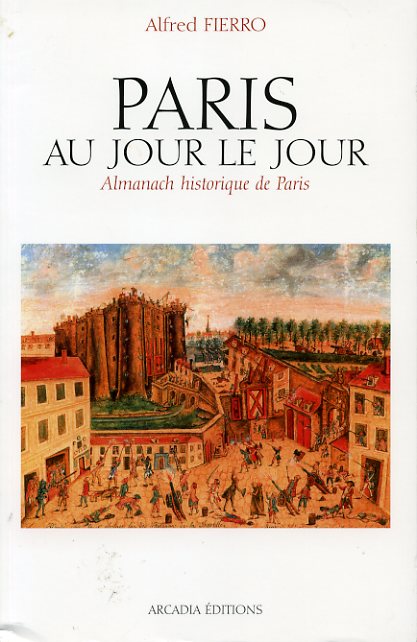 Alfred FIERRO
PARIS
AU JOUR LE JOUR
Almanach historique de Paris
ARCADIA ÉDITIONS